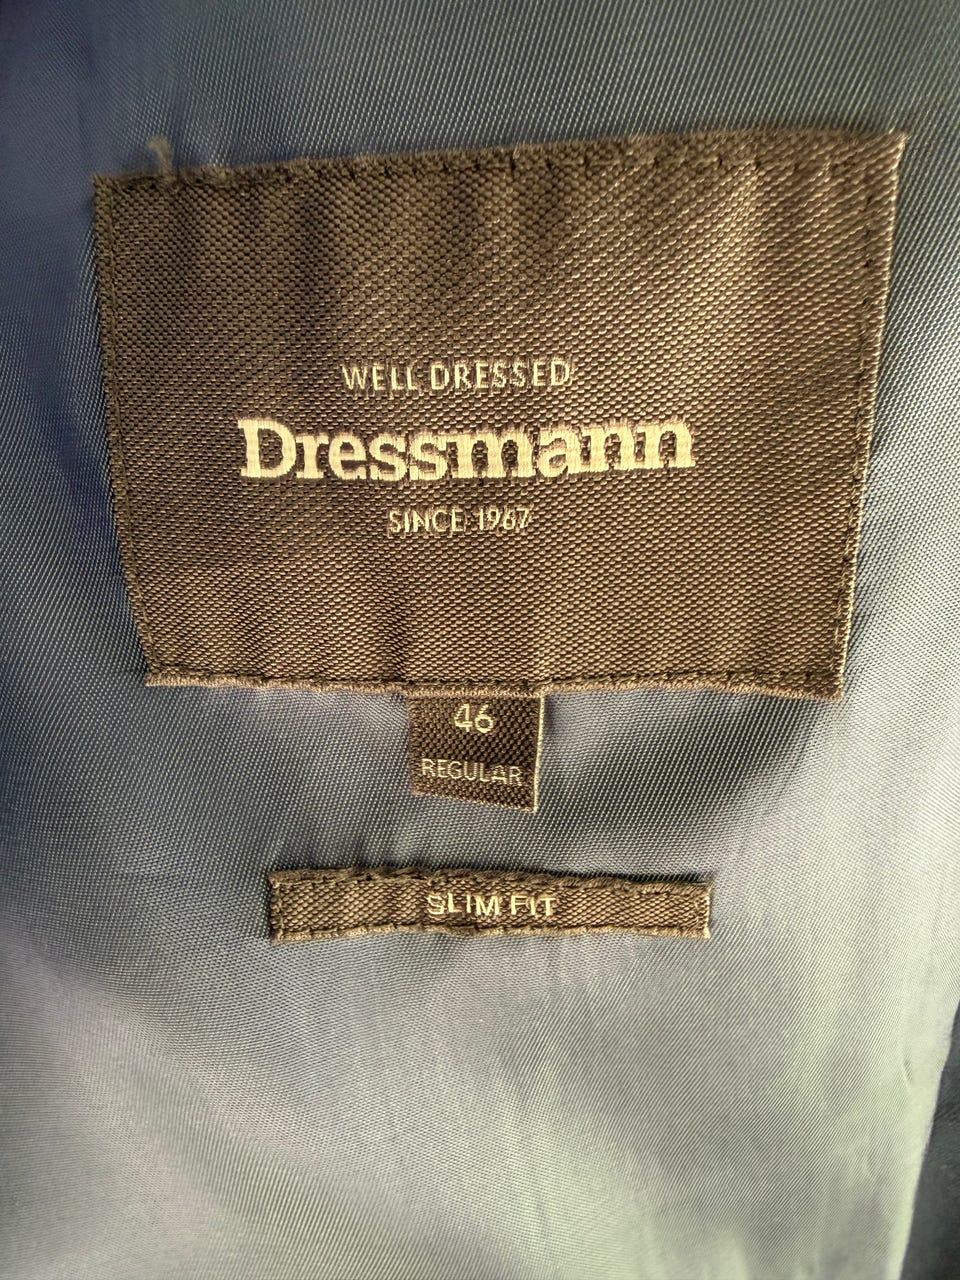 WELL DRESSED
Dressmann
SINCE 1967
46
REGULAR
SLIM FIT